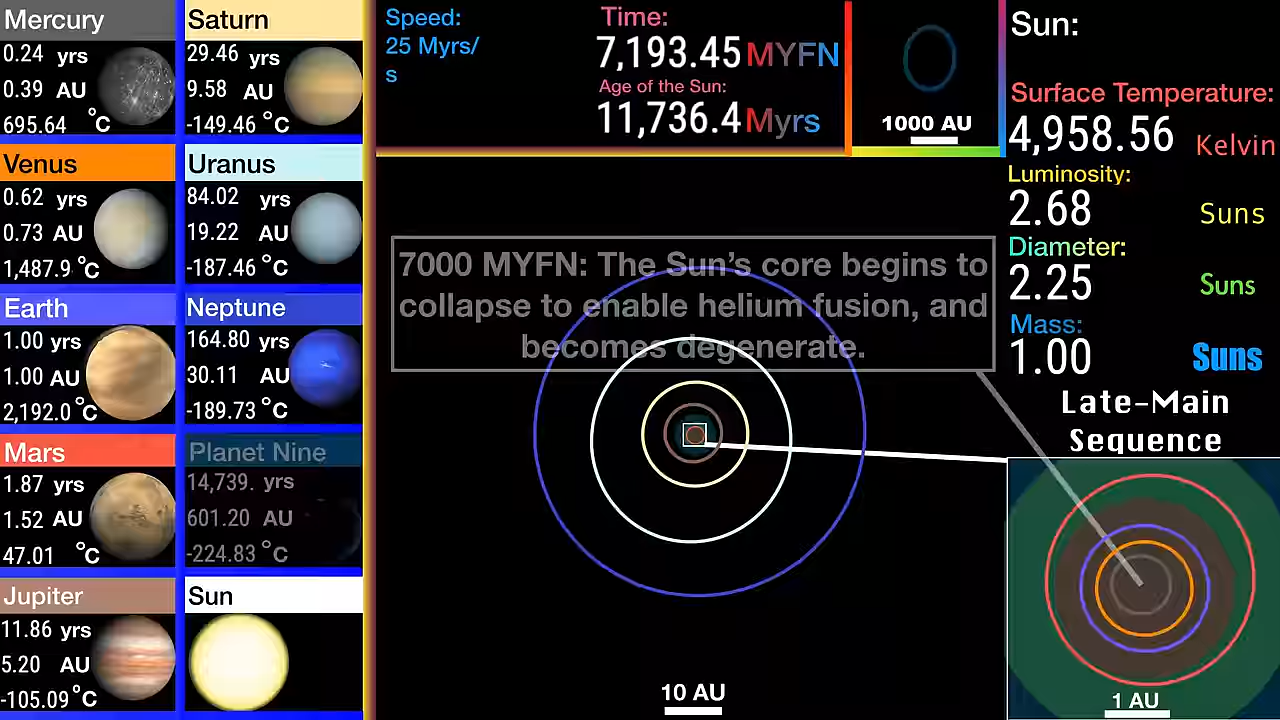 Mercury
0.24 yrs
0.39 AU
695.64 °C
Venus
0.62 yrs
0.73 AU
1,487.9 °C
Earth
1.00 yrs
1.00 AU
2,192.0 °C
Mars
1.87 yrs
1.52 AU
47.01 °C
Jupiter
11.86 yrs
5.20 AU
-105.09 °C
Saturn
29.46 yrs
9.58 AU
-149.46 °C
Uranus
84.02 yrs
19.22 AU
-187.46 °C
Neptune
164.80 yrs
30.11 AU
-189.73 °C
Planet Nine
14,739. yrs
601.20 AU
-224.83 °C
Sun
Speed:
25 Myrs/
s
Time:
7,193.45 MYFN
Age of the Sun:
11,736.4 Myrs
1000 AU
7000 MYFN: The Sun's core begins to
collapse to enable helium fusion, and
becomes degenerate.
10 AU
Sun:
Surface Temperature:
4,958.56 Kelvin
Luminosity:
2.68 Suns
Diameter:
2.25 Suns
Mass:
1.00 Suns
Late-Main
Sequence
1 AU